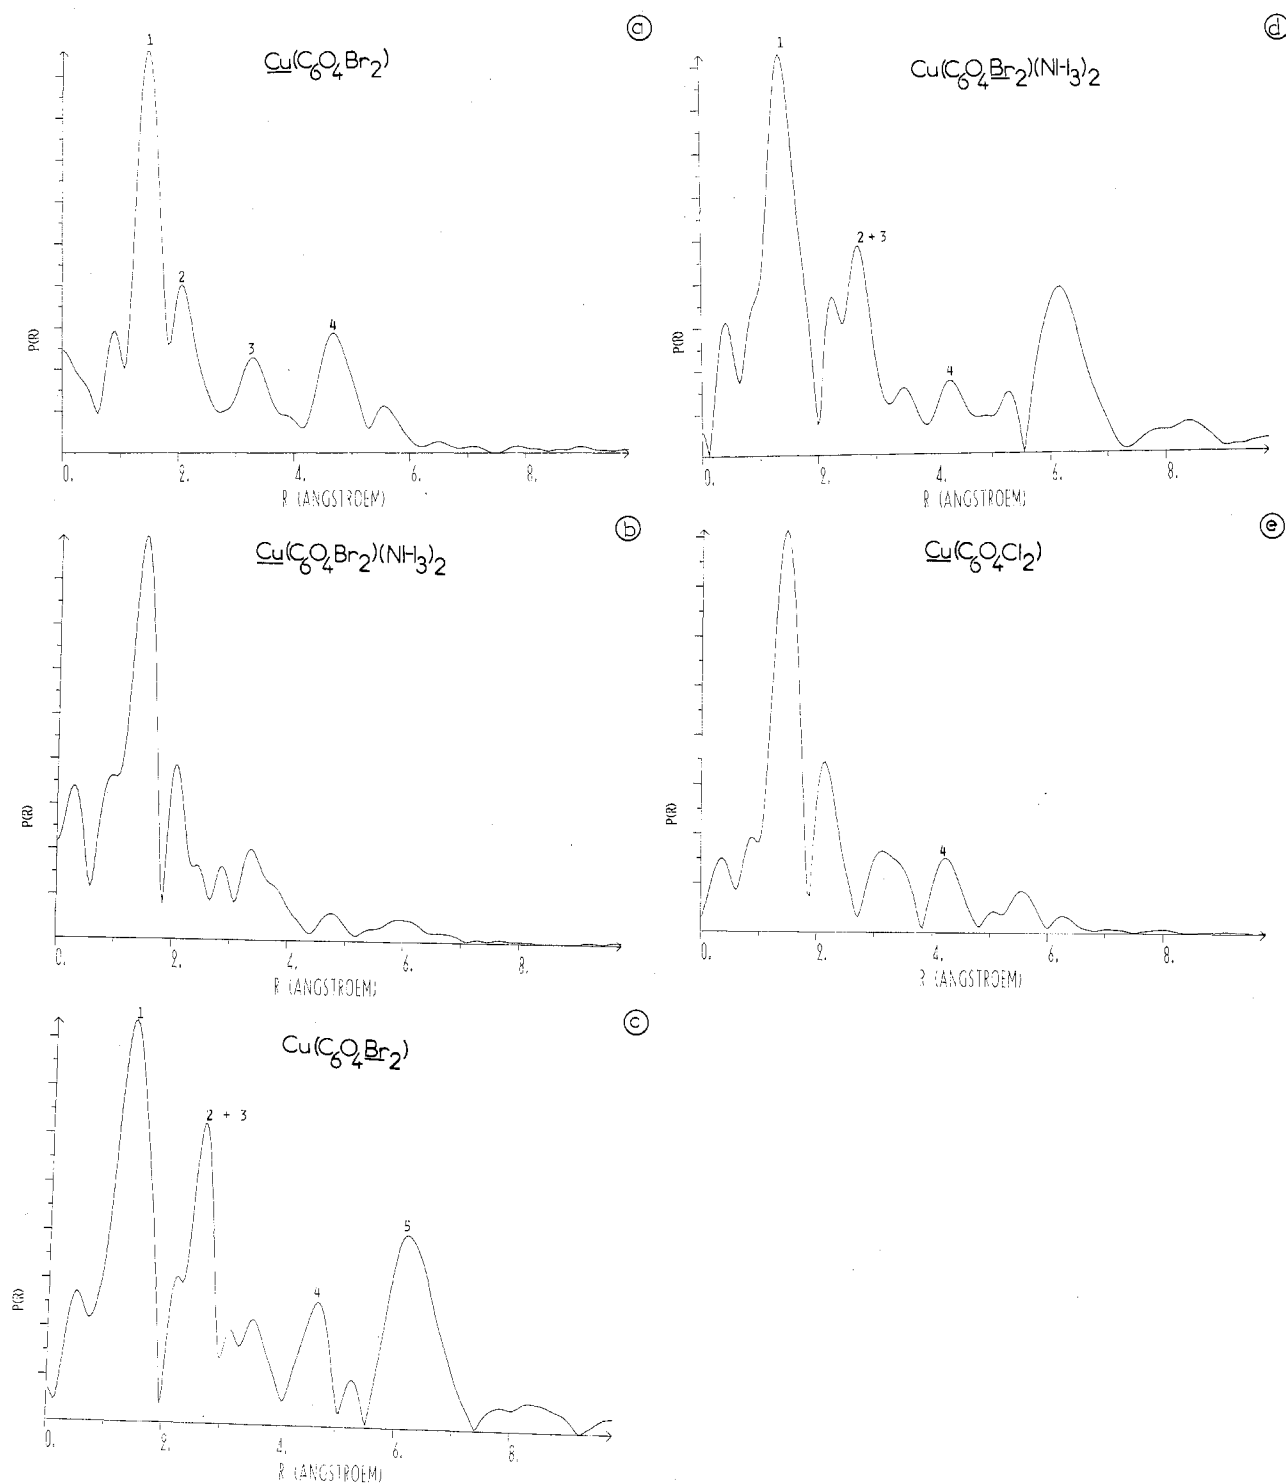 ⓐ
Cu(C₆O₄Br₂)
1
2
3
4
P(R)
0. 2. 4. 6. 8.
R (ANGSTROEM)
ⓑ
Cu(C₆O₄Br₂)(NH₃)₂
P(R)
0. 2. 4. 6. 8.
R (ANGSTROEM)
ⓒ
Cu(C₆O₄Br₂)
1
2 + 3
4
5
P(R)
0. 2. 4. 6. 8.
R (ANGSTROEM)
ⓓ
Cu(C₆O₄Br₂)(NH₃)₂
1
2 + 3
4
P(R)
0. 2. 4. 6. 8.
R (ANGSTROEM)
ⓔ
Cu(C₆O₄Cl₂)
4
P(R)
0. 2. 4. 6. 8.
R (ANGSTROEM)